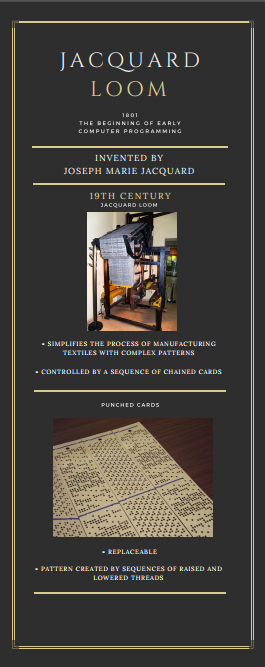 JACQUARD
LOOM
1801
THE BEGINNING OF EARLY
COMPUTER PROGRAMMING
INVENTED BY
JOSEPH MARIE JACQUARD
19TH CENTURY
JACQUARD LOOM
• SIMPLIFIES THE PROCESS OF MANUFACTURING
TEXTILES WITH COMPLEX PATTERNS
• CONTROLLED BY A SEQUENCE OF CHAINED CARDS
PUNCHED CARDS
• REPLACEABLE
• PATTERN CREATED BY SEQUENCES OF RAISED AND
LOWERED THREADS